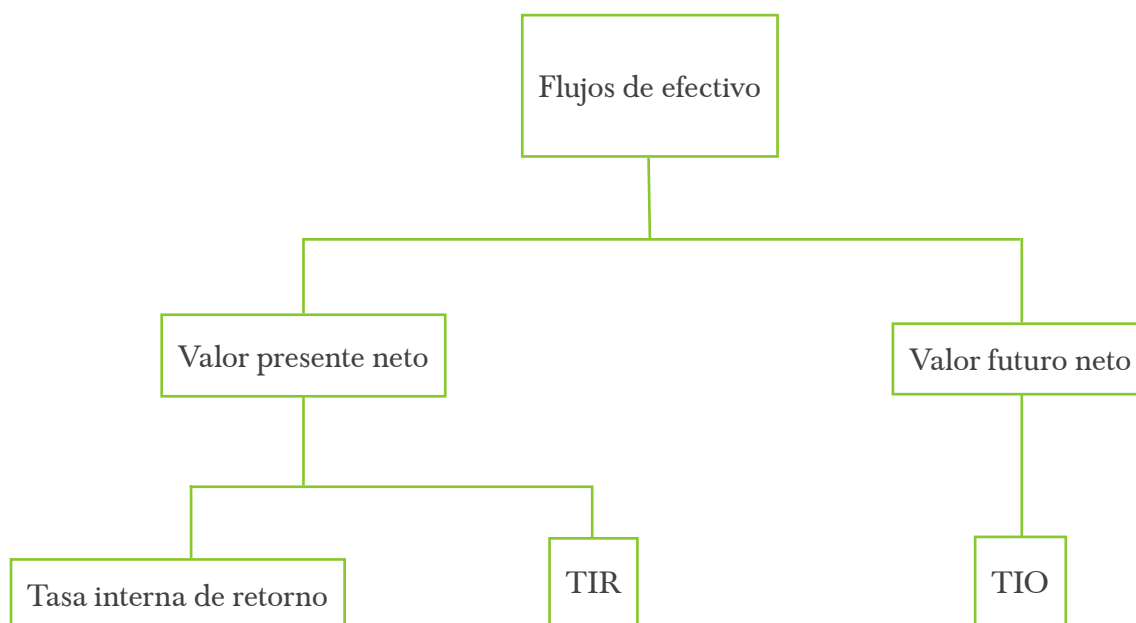 Flujos de efectivo
Valor presente neto
Valor futuro neto
Tasa interna de retorno
TIR
TIO